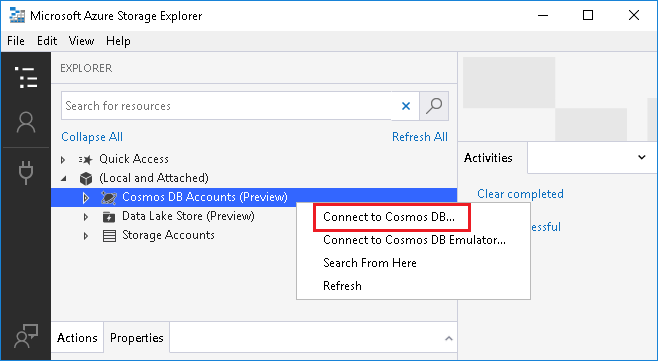 Microsoft Azure Storage Explorer
File Edit View Help
EXPLORER
Search for resources
Collapse All Refresh All
Quick Access
(Local and Attached)
Cosmos DB Accounts (Preview)
Data Lake Store (Preview)
Storage Accounts
Connect to Cosmos DB...
Connect to Cosmos DB Emulator...
Search From Here
Refresh
Actions Properties
Activities
Clear completed